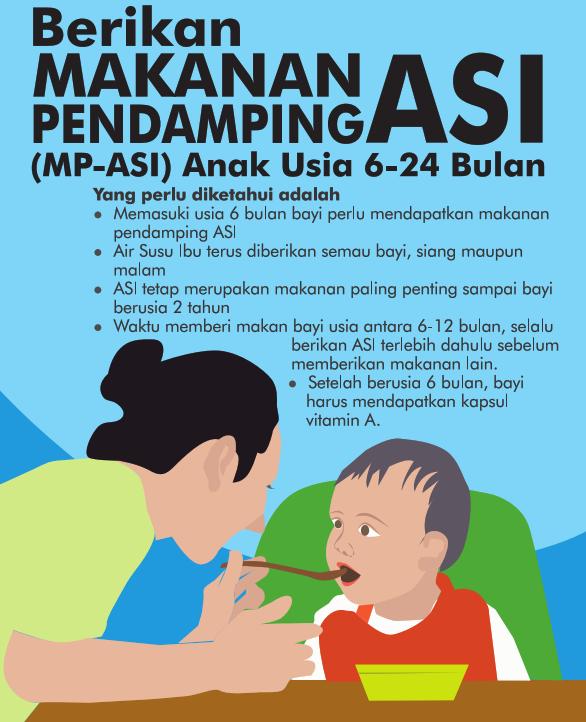 Berikan
MAKANAN
PENDAMPING ASI
(MP-ASI) Anak Usia 6-24 Bulan
Yang perlu diketahui adalah
• Memasuki usia 6 bulan bayi perlu mendapatkan makanan
pendamping ASI
• Air Susu Ibu terus diberikan semau bayi, siang maupun
malam
• ASI tetap merupakan makanan paling penting sampai bayi
berusia 2 tahun
• Waktu memberi makan bayi usia antara 6-12 bulan, selalu
berikan ASI terlebih dahulu sebelum
memberikan makanan lain.
• Setelah berusia 6 bulan, bayi
harus mendapatkan kapsul
vitamin A.